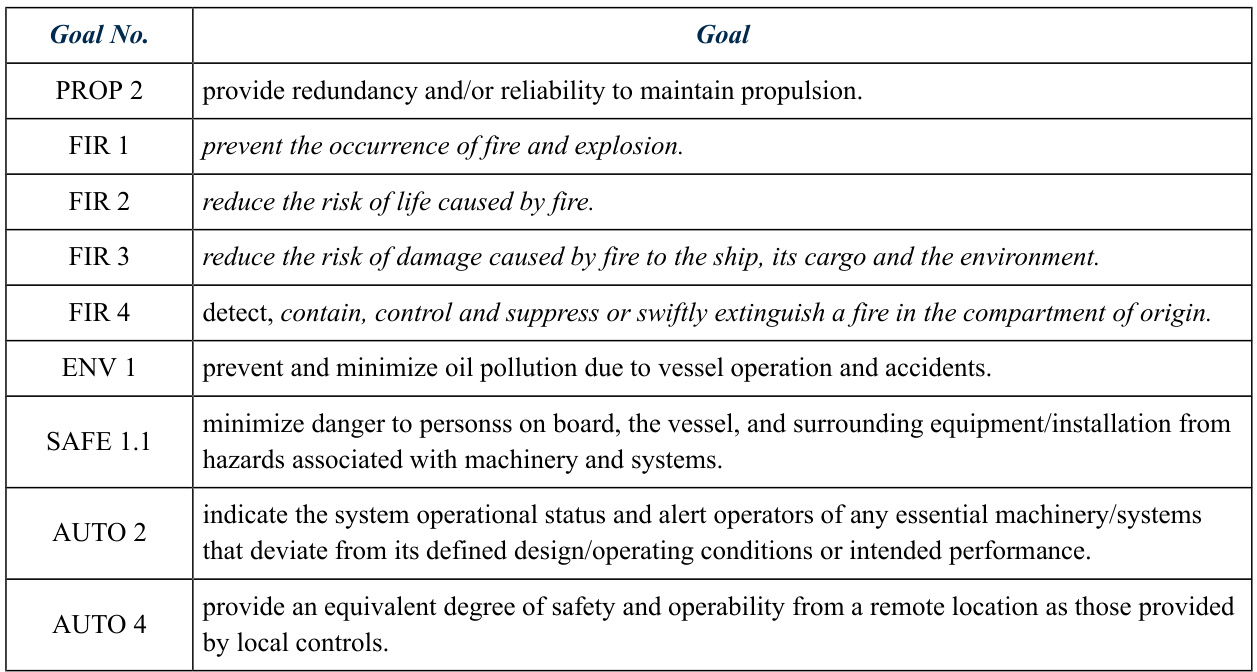 Goal No. Goal
PROP 2 provide redundancy and/or reliability to maintain propulsion.
FIR 1 prevent the occurrence of fire and explosion.
FIR 2 reduce the risk of life caused by fire.
FIR 3 reduce the risk of damage caused by fire to the ship, its cargo and the environment.
FIR 4 detect, contain, control and suppress or swiftly extinguish a fire in the compartment of origin.
ENV 1 prevent and minimize oil pollution due to vessel operation and accidents.
SAFE 1.1 minimize danger to personss on board, the vessel, and surrounding equipment/installation from
hazards associated with machinery and systems.
AUTO 2 indicate the system operational status and alert operators of any essential machinery/systems
that deviate from its defined design/operating conditions or intended performance.
AUTO 4 provide an equivalent degree of safety and operability from a remote location as those provided
by local controls.